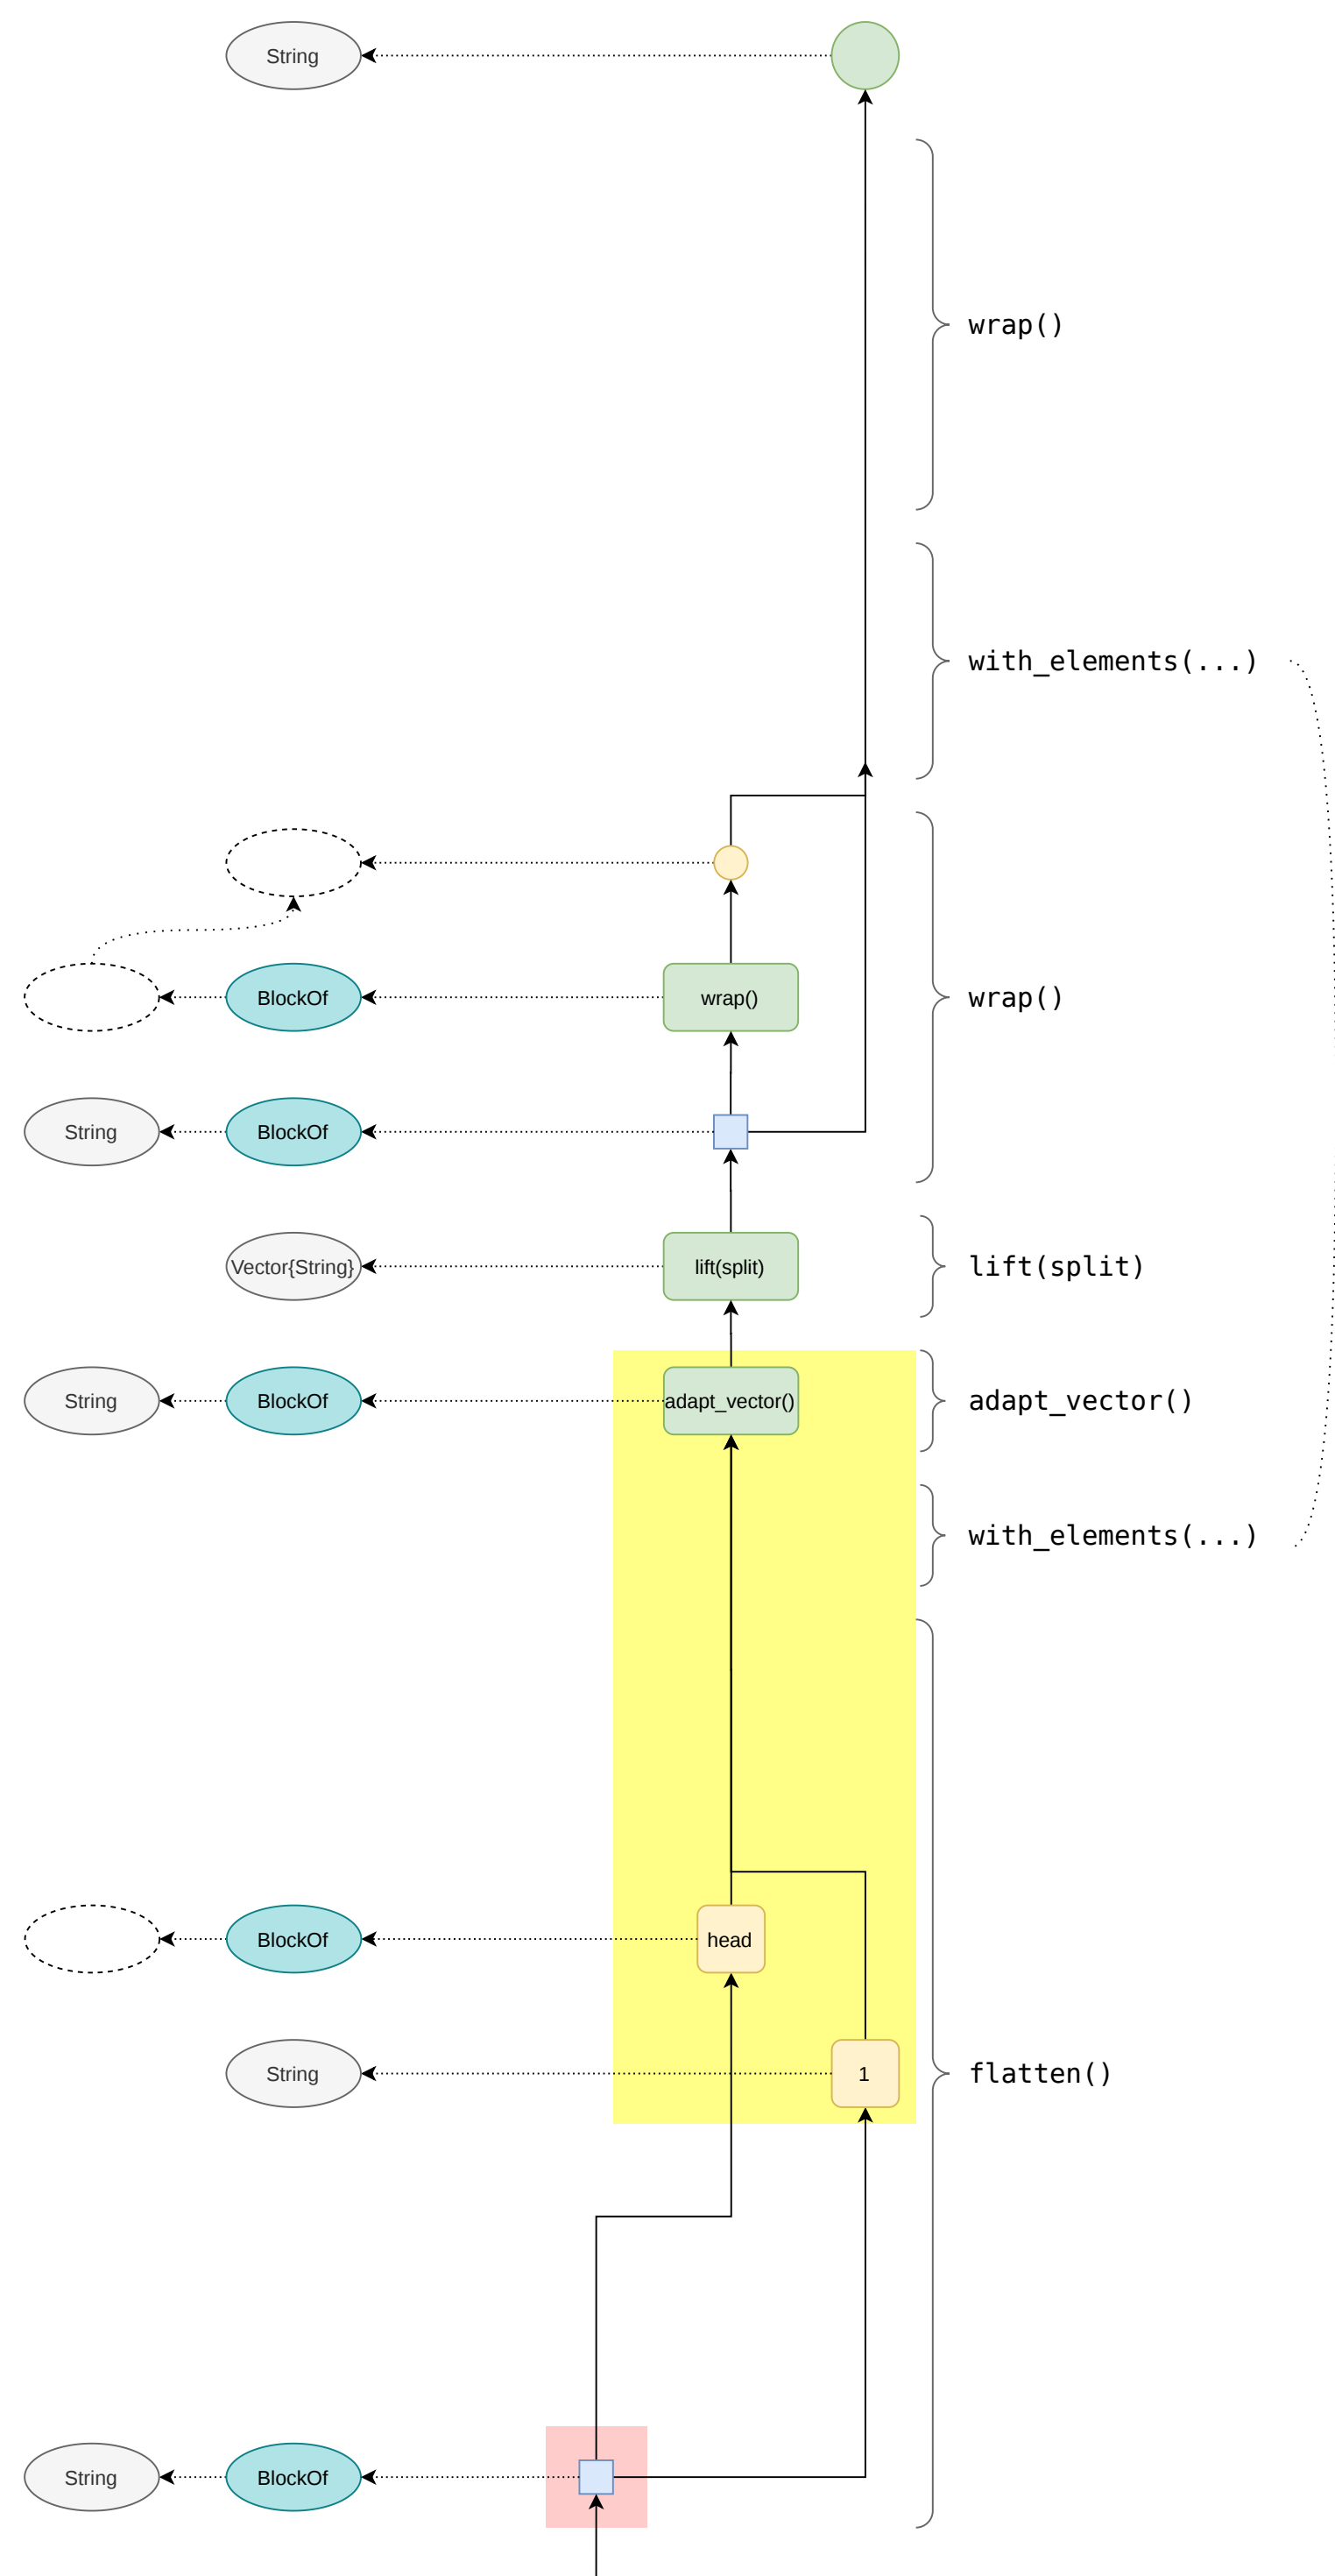 String
wrap()
with_elements(...)
BlockOf
wrap()
wrap()
String
BlockOf
Vector{String}
lift(split)
lift(split)
String
BlockOf
adapt_vector()
adapt_vector()
with_elements(...)
BlockOf
head
String
1
flatten()
String
BlockOf